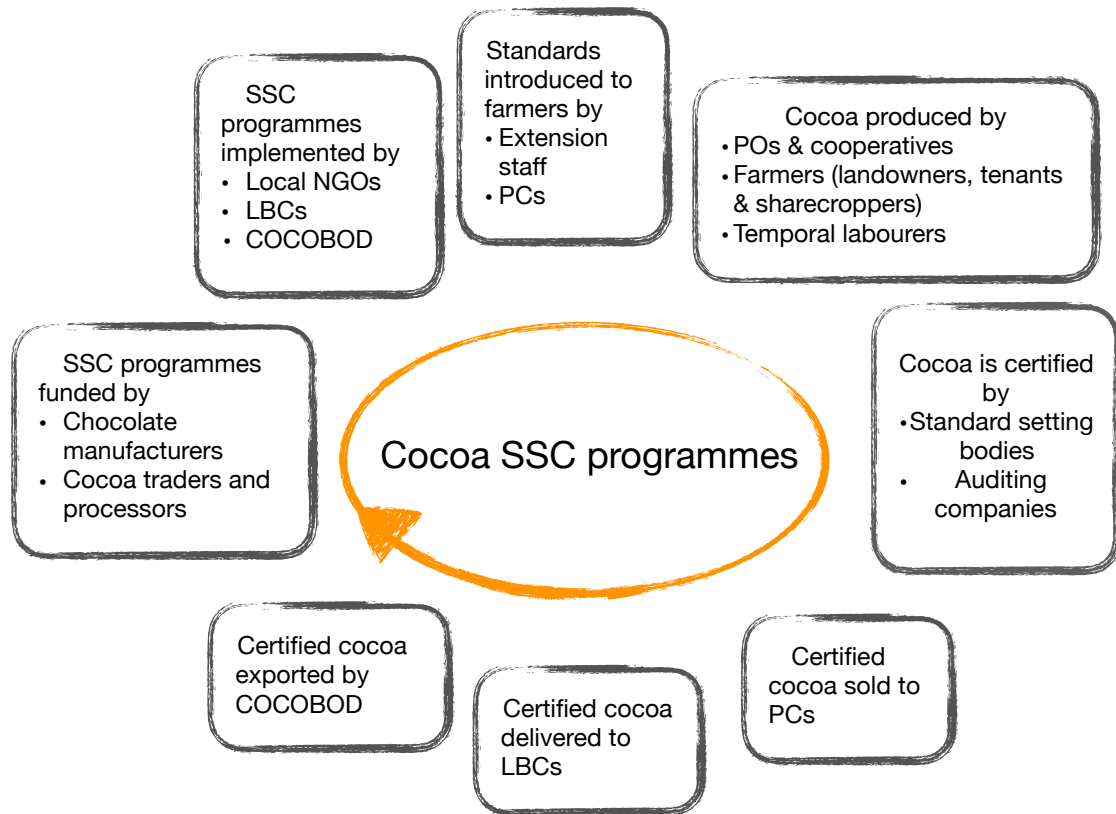 SSC
programmes
implemented by
• Local NGOs
• LBCs
• COCOBOD
Standards
introduced to
farmers by
• Extension
staff
• PCs
Cocoa produced by
• POs & cooperatives
• Farmers (landowners, tenants
& sharecroppers)
• Temporal labourers
SSC programmes
funded by
• Chocolate
manufacturers
• Cocoa traders and
processors
Cocoa SSC programmes
Cocoa is certified
by
• Standard setting
bodies
• Auditing
companies
Certified cocoa
exported by
COCOBOD
Certified cocoa
delivered to
LBCs
Certified
cocoa sold to
PCs